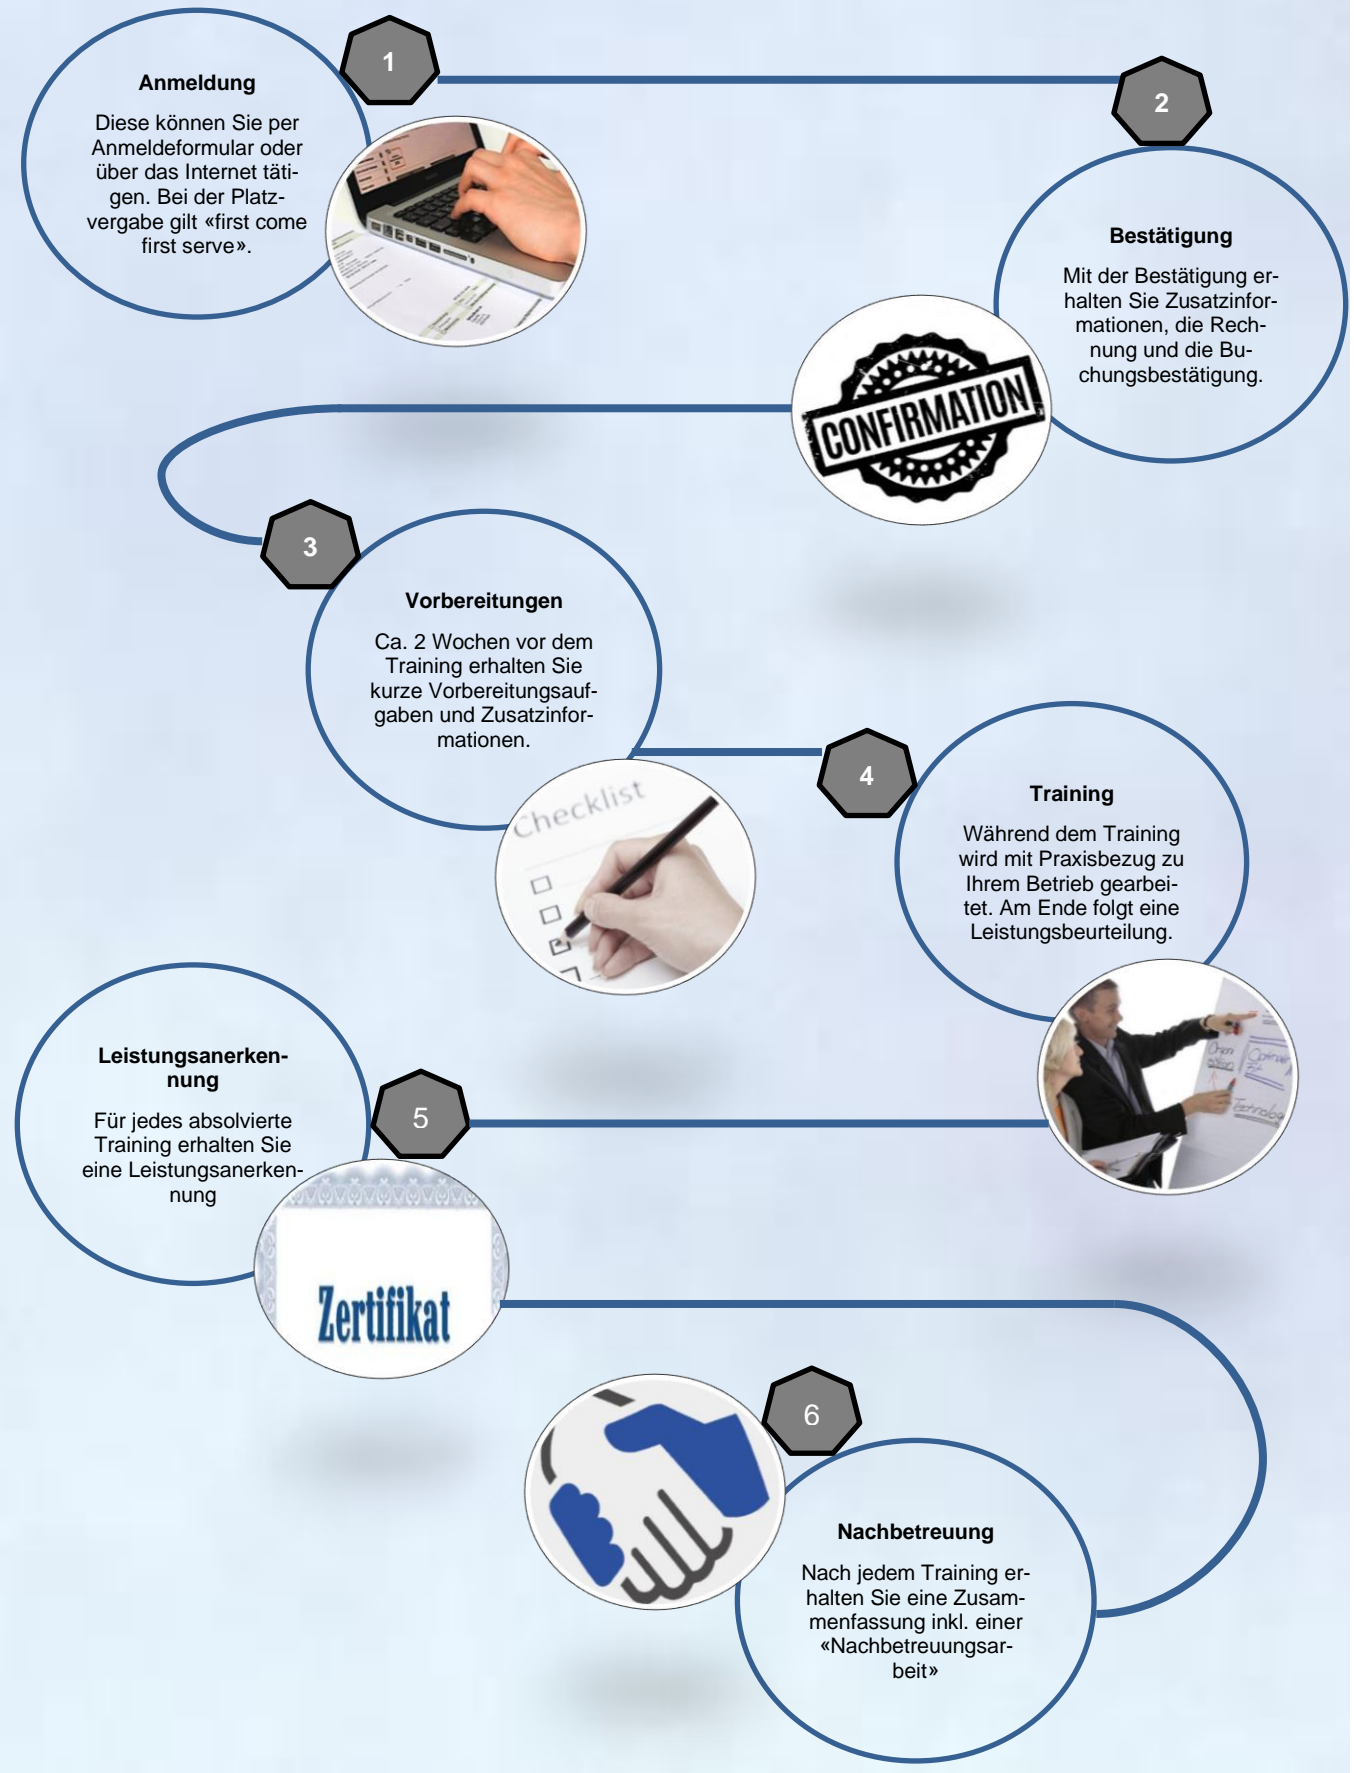 1
Anmeldung
Diese können Sie per
Anmeldeformular oder
über das Internet täti-
gen. Bei der Platz-
vergabe gilt «first come
first serve».
2
Bestätigung
Mit der Bestätigung er-
halten Sie Zusatzinfor-
mationen, die Rech-
nung und die Bu-
chungsbestätigung.
CONFIRMATION
3
Vorbereitungen
Ca. 2 Wochen vor dem
Training erhalten Sie
kurze Vorbereitungsauf-
gaben und Zusatzinfor-
mationen.
Checklist
4
Training
Während dem Training
wird mit Praxisbezug zu
Ihrem Betrieb gearbei-
tet. Am Ende folgt eine
Leistungsbeurteilung.
5
Leistungsanerken-
nung
Für jedes absolvierte
Training erhalten Sie
eine Leistungsanerken-
nung
Zertifikat
6
Nachbetreuung
Nach jedem Training er-
halten Sie eine Zusam-
menfassung inkl. einer
«Nachbetreuungsar-
beit»